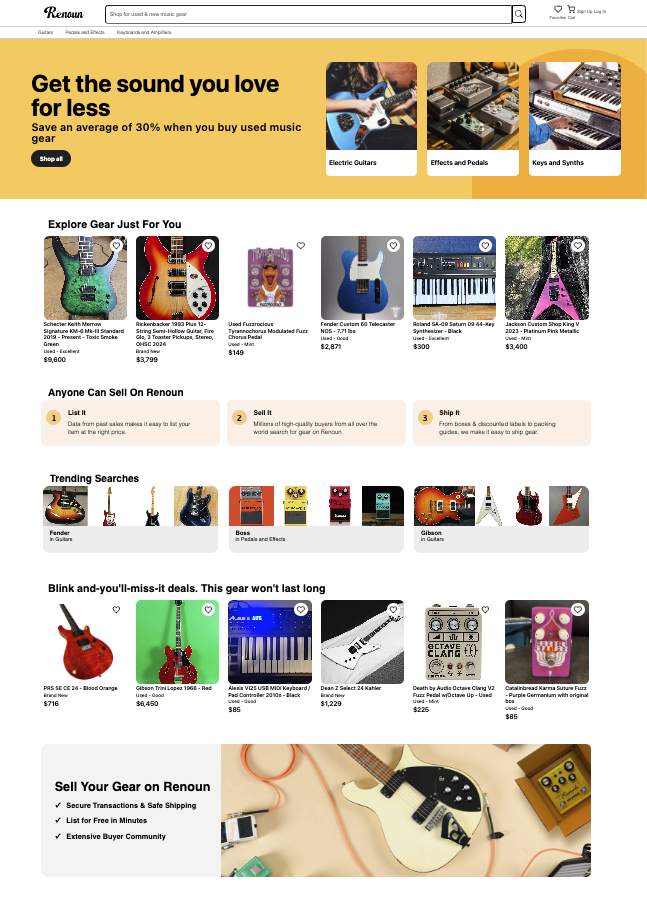 Renoun
Shop for used & new music gear
Favorites Cart Sign Up Log In
Guitars Pedals and Effects Keyboards and Amplifiers
Get the sound you love
for less
Save an average of 30% when you buy used music
gear
Shop all
Electric Guitars
Effects and Pedals
Keys and Synths
Explore Gear Just For You
Schecter Keith Merrow
Signature KM-6 Mk-III Standard
2019 - Present - Toxic Smoke
Green
Used - Excellent
$9,600
Rickenbacker 1993 Plus 12-
String Semi-Hollow Guitar, Fire
Glo, 3 Toaster Pickups, Stereo,
OHSC 2024
Brand New
$3,799
Used Fuzzrocious
Tyrannochorus Modulated Fuzz
Chorus Pedal
Used - Mint
$149
Fender Custom 60 Telecaster
NOS - 7.71 lbs
Used - Good
$2,871
Roland SA-09 Saturn 09 44-Key
Synthesizer - Black
Used - Excellent
$300
Jackson Custom Shop King V
2023 - Platinum Pink Metallic
Used - Mint
$3,400
Anyone Can Sell On Renoun
1
List It
Data from past sales makes it easy to list your
item at the right price.
2
Sell It
Millions of high-quality buyers from all over the
world search for gear on Renoun.
3
Ship It
From boxes & discounted labels to packing
guides, we make it easy to ship gear.
Trending Searches
Fender
in Guitars
Boss
in Pedals and Effects
Gibson
in Guitars
Blink and-you'll-miss-it deals. This gear won't last long
PRS SE CE 24 - Blood Orange
Brand New
$716
Gibson Trini Lopez 1966 - Red
Used - Good
$6,450
Alesis VI25 USB MIDI Keyboard /
Pad Controller 2010s - Black
Used - Good
$85
Dean Z Select 24 Kahler
Brand New
$1,229
OCTAVE
CLANG
Death by Audio Octave Clang V2
Fuzz Pedal w/Octave Up - Used
Used - Mint
$225
Catalinbread Karma Suture Fuzz
- Purple Germanium with original
box
Used - Good
$85
Sell Your Gear on Renoun
✓ Secure Transactions & Safe Shipping
✓ List for Free in Minutes
✓ Extensive Buyer Community